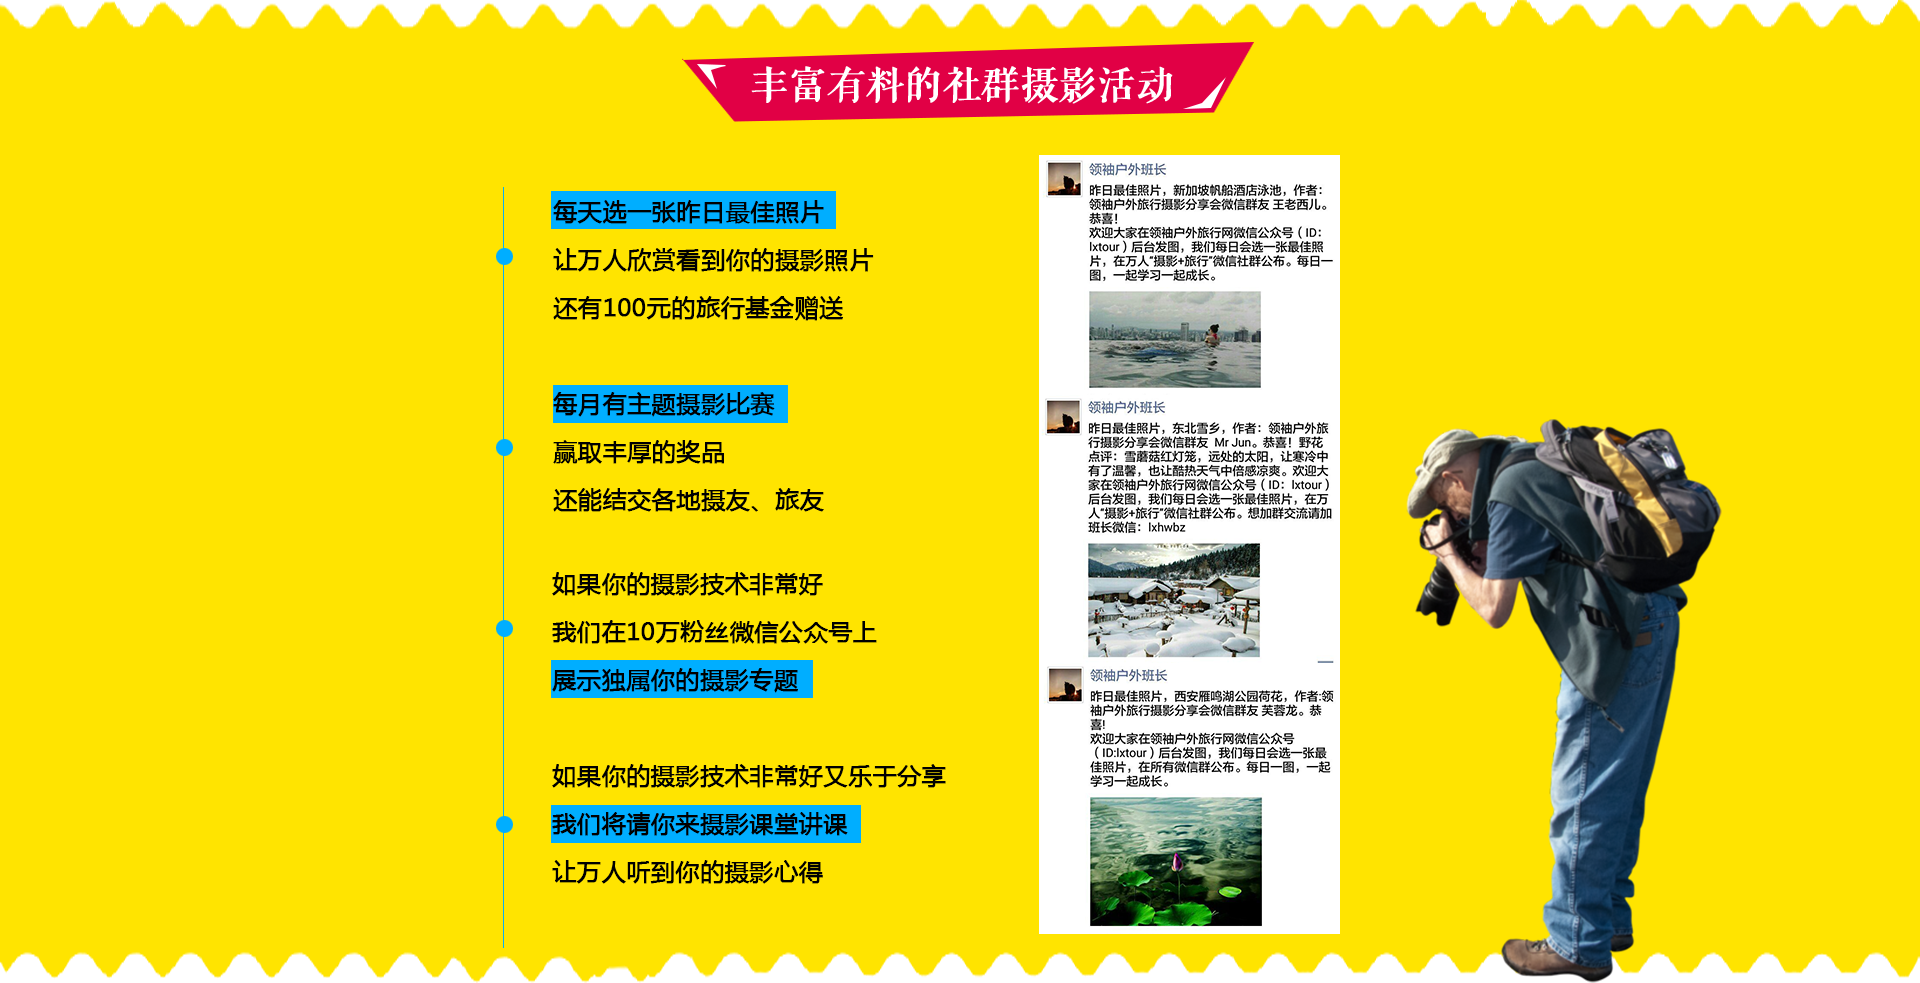 丰富有料的社群摄影活动
每天选一张昨日最佳照片
让万人欣赏看到你的摄影照片
还有100元的旅行基金赠送
每月有主题摄影比赛
赢取丰厚的奖品
还能结交各地摄友、旅友
如果你的摄影技术非常好
我们在10万粉丝微信公众号上
展示独属你的摄影专题
如果你的摄影技术非常好又乐于分享
我们将请你来摄影课堂讲课
让万人听到你的摄影心得
领袖户外班长
昨日最佳照片，新加坡帆船酒店泳池，作者：
领袖户外旅行摄影分享会微信群友 王老西儿。
恭喜！
欢迎大家在领袖户外旅行网微信公众号（ID：
lxtour）后台发图，我们每日会选一张最佳照
片，在万人“摄影+旅行”微信社群公布。每日一
图，一起学习一起成长。
领袖户外班长
昨日最佳照片，东北雪乡，作者：领袖户外旅
行摄影分享会微信群友 Mr Jun。恭喜！野花
点评：雪蘑菇红灯笼，远处的太阳，让寒冷中
有了温馨，也让酷热天气中倍感凉爽。欢迎大
家在领袖户外旅行网微信公众号（ID：lxtour）
后台发图，我们每日会选一张最佳照片，在万
人“摄影+旅行”微信社群公布。想加群交流请加
班长微信：lxhwbz
领袖户外班长
昨日最佳照片，西安雁鸣湖公园荷花，作者:领
袖户外旅行摄影分享会微信群友 芙蓉龙。恭
喜!
欢迎大家在领袖户外旅行网微信公众号
（ID:lxtour）后台发图，我们每日会选一张最
佳照片，在所有微信群公布。每日一图，一起
学习一起成长。